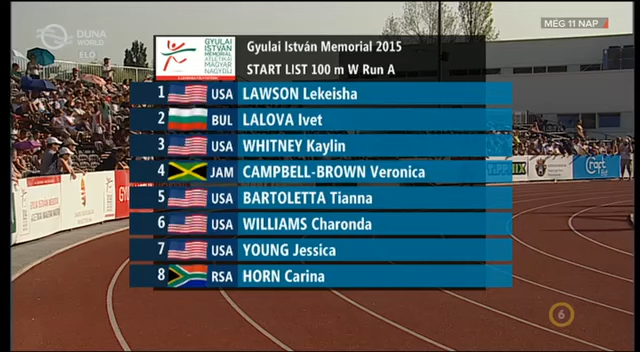 DUNA
WORLD
ÉLŐ
MÉG 11 NAP
GYULAI
ISTVÁN
MEMORIAL
ATLÉTIKAI
MAGYAR
NAGYDÍJ
Gyulai István Memorial 2015
START LIST 100 m W Run A
1 USA LAWSON Lekeisha
2 BUL LALOVA Ivet
3 USA WHITNEY Kaylin
4 JAM CAMPBELL-BROWN Veronica
5 USA BARTOLETTA Tianna
6 USA WILLIAMS Charonda
7 USA YOUNG Jessica
8 RSA HORN Carina
6